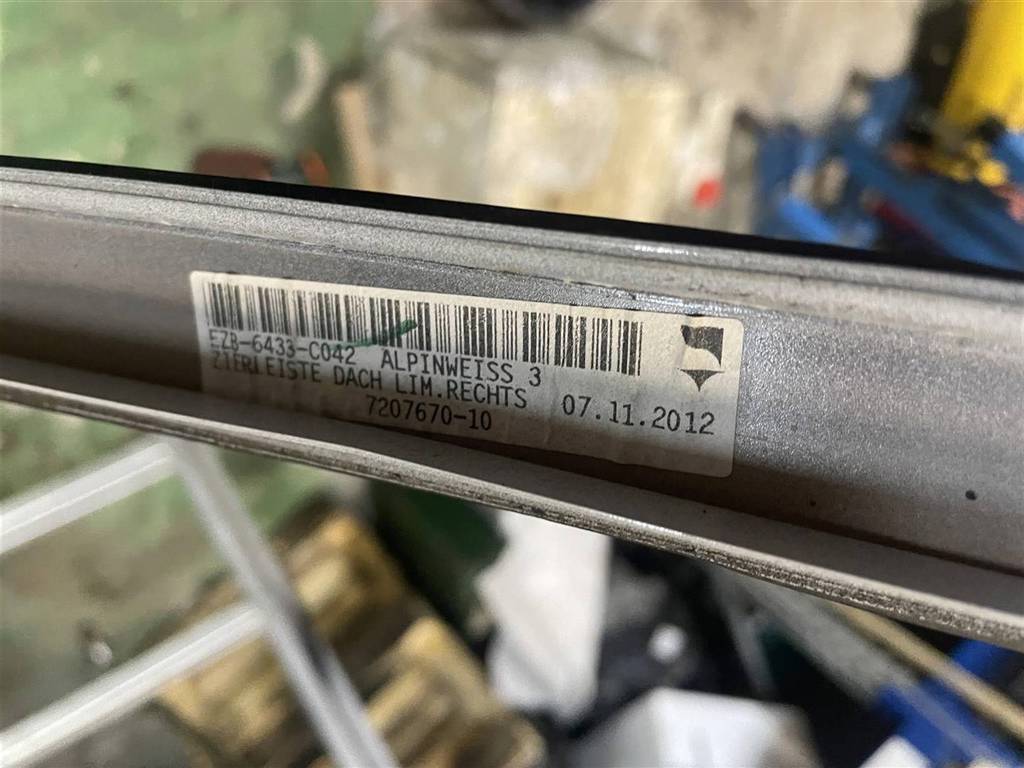 EZB-6433-C042 ALPINWEISS 3
ZIERLEISTE DACH LIM.RECHTS
7207670-10 07.11.2012